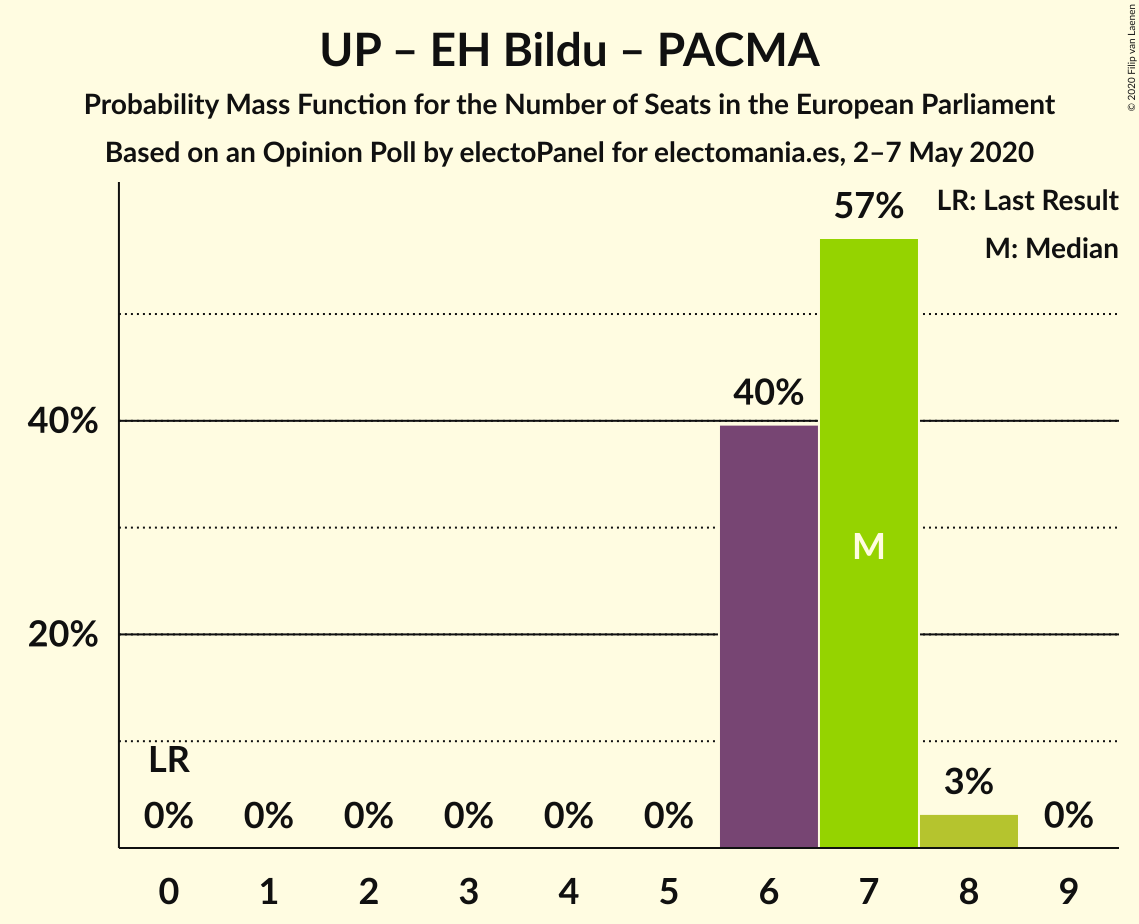 UP – EH Bildu – PACMA
Probability Mass Function for the Number of Seats in the European Parliament
Based on an Opinion Poll by electoPanel for electomania.es, 2–7 May 2020
© 2020 Filip van Laenen
LR: Last Result
M: Median
57%
40%
40%
M
20%
LR
3%
0% 0% 0% 0% 0% 0% 0%
0 1 2 3 4 5 6 7 8 9